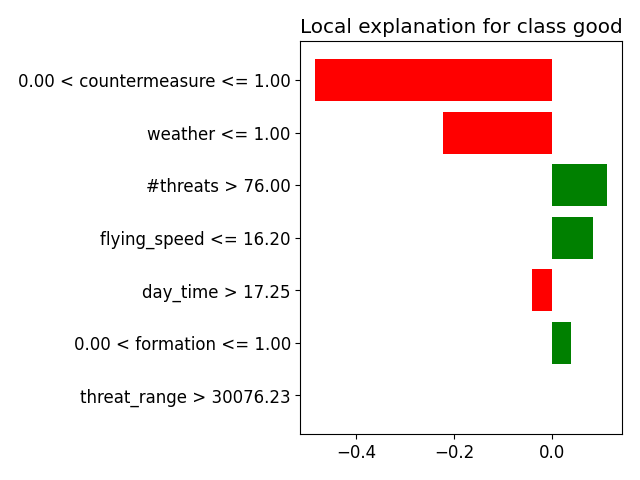 Local explanation for class good
0.00 < countermeasure <= 1.00
weather <= 1.00
#threats > 76.00
flying_speed <= 16.20
day_time > 17.25
0.00 < formation <= 1.00
threat_range > 30076.23
−0.4 −0.2 0.0